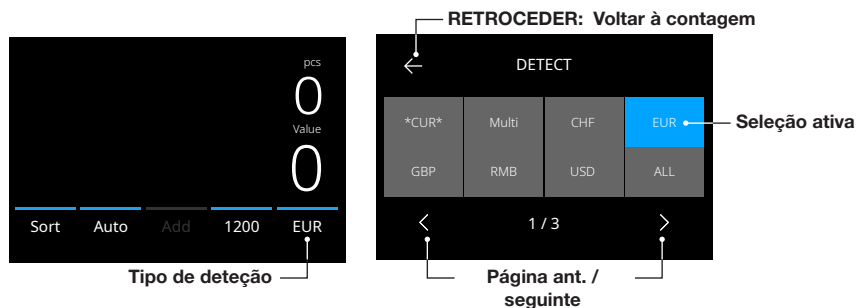 RETROCEDER: Voltar à contagem
pcs
0
Value
0
Sort Auto Add 1200 EUR
Tipo de deteção
DETECT
*CUR* Multi CHF EUR
GBP RMB USD ALL
1 / 3
Seleção ativa
Página ant. /
seguinte